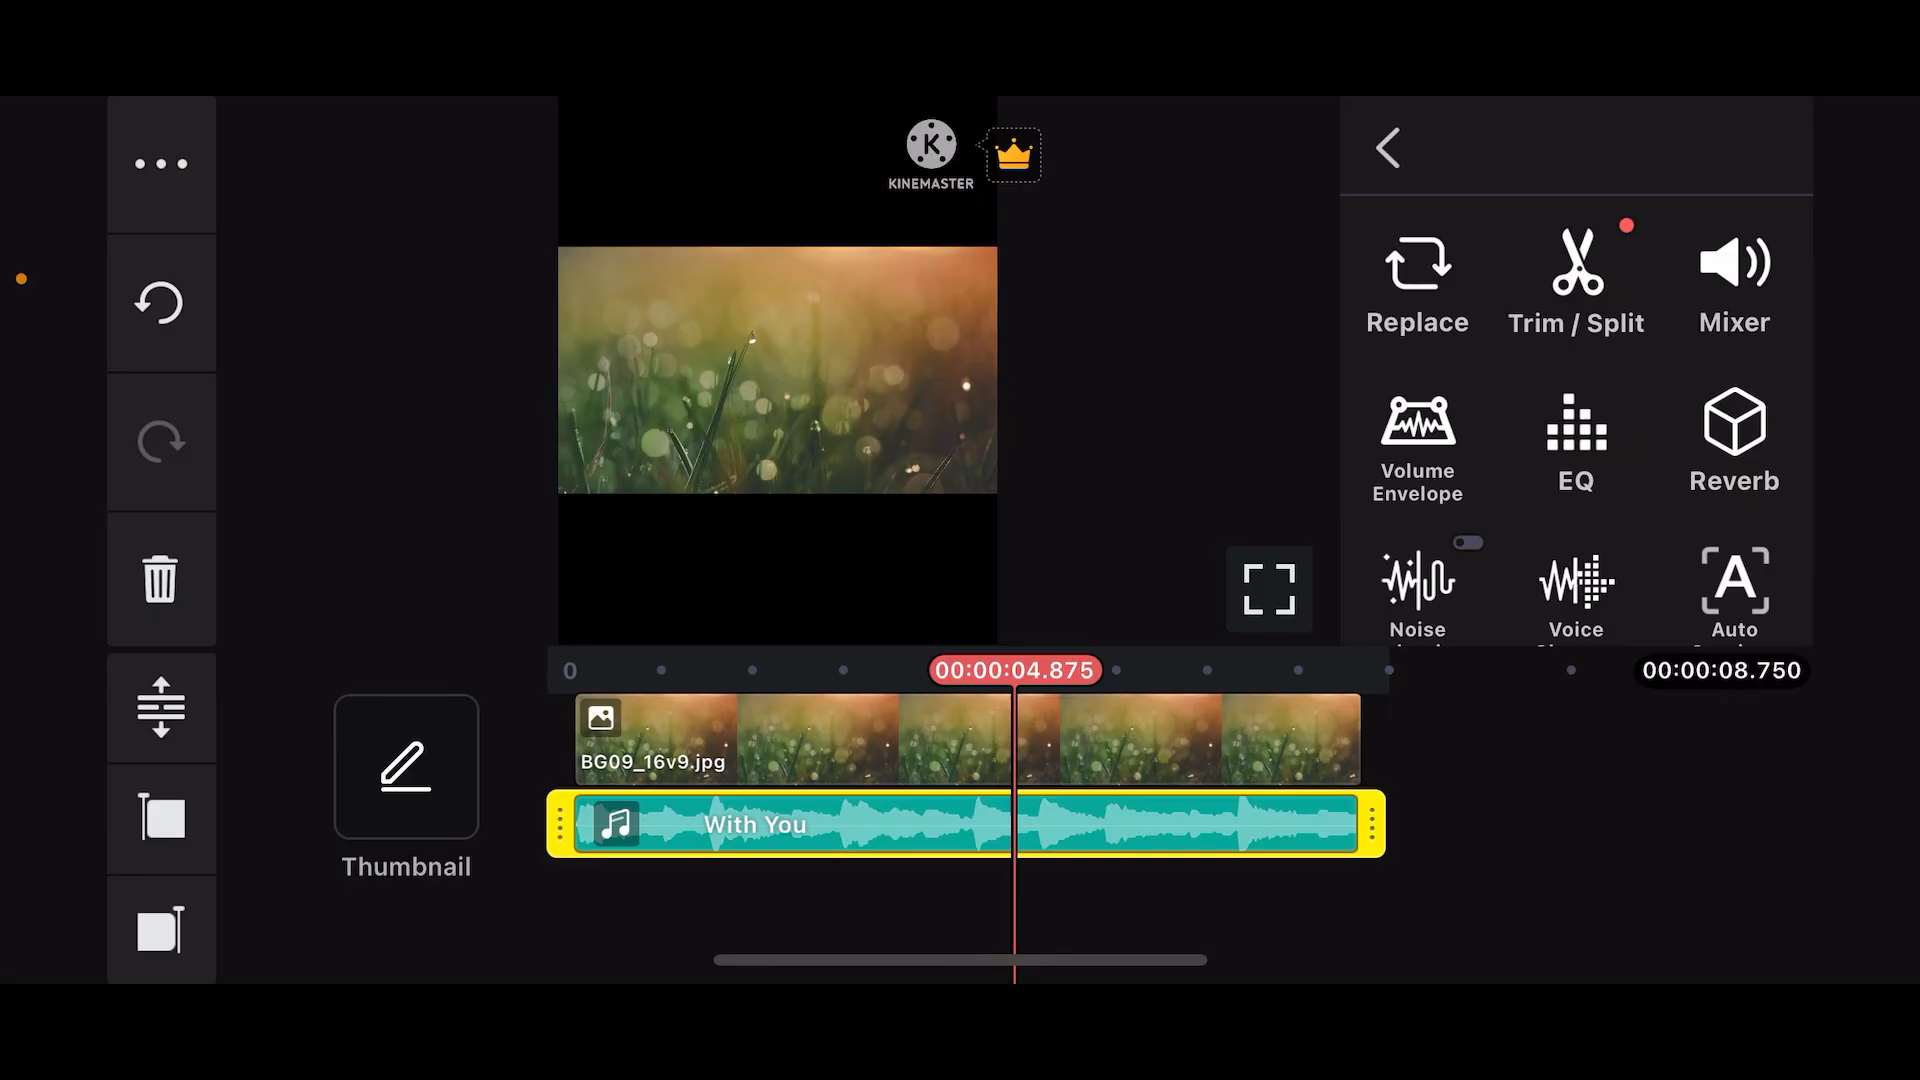 K
KINEMASTER
Replace
Trim / Split
Mixer
Volume
Envelope
EQ
Reverb
Noise
Voice
A
Auto
0
00:00:04.875
00:00:08.750
BG09_16v9.jpg
With You
Thumbnail